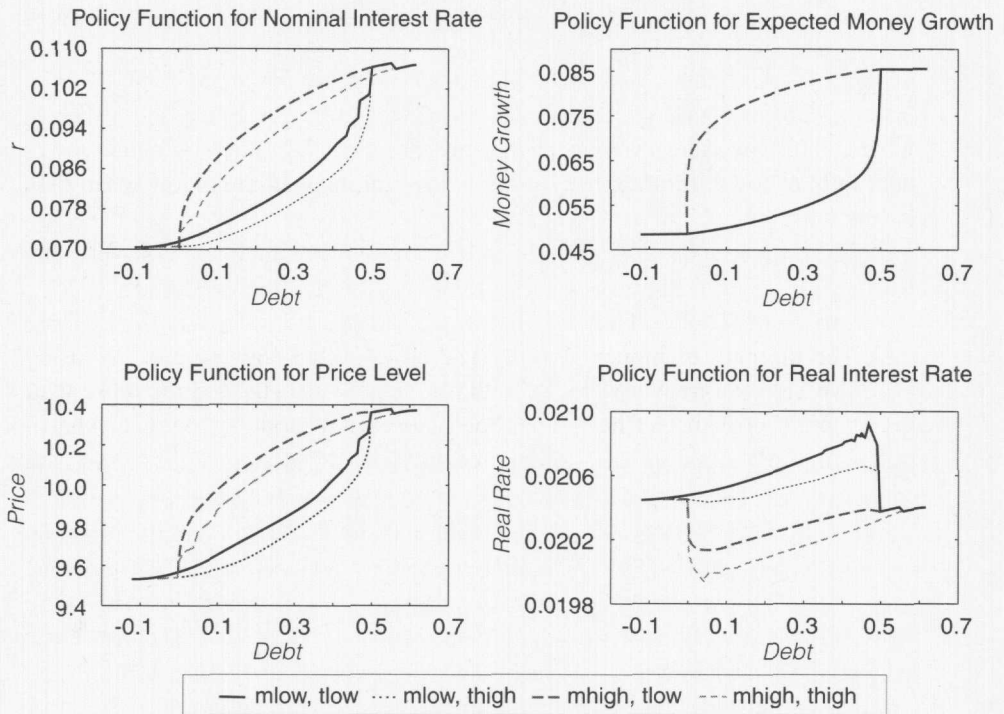 Policy Function for Nominal Interest Rate
0.110
0.102
0.094
0.086
0.078
0.070
r
-0.1 0.1 0.3 0.5 0.7
Debt
Policy Function for Expected Money Growth
0.085
0.075
0.065
0.055
0.045
Money Growth
-0.1 0.1 0.3 0.5 0.7
Debt
Policy Function for Price Level
10.4
10.2
10.0
9.8
9.6
9.4
Price
-0.1 0.1 0.3 0.5 0.7
Debt
Policy Function for Real Interest Rate
0.0210
0.0206
0.0202
0.0198
Real Rate
-0.1 0.1 0.3 0.5 0.7
Debt
mlow, tlow mlow, thigh mhigh, tlow mhigh, thigh